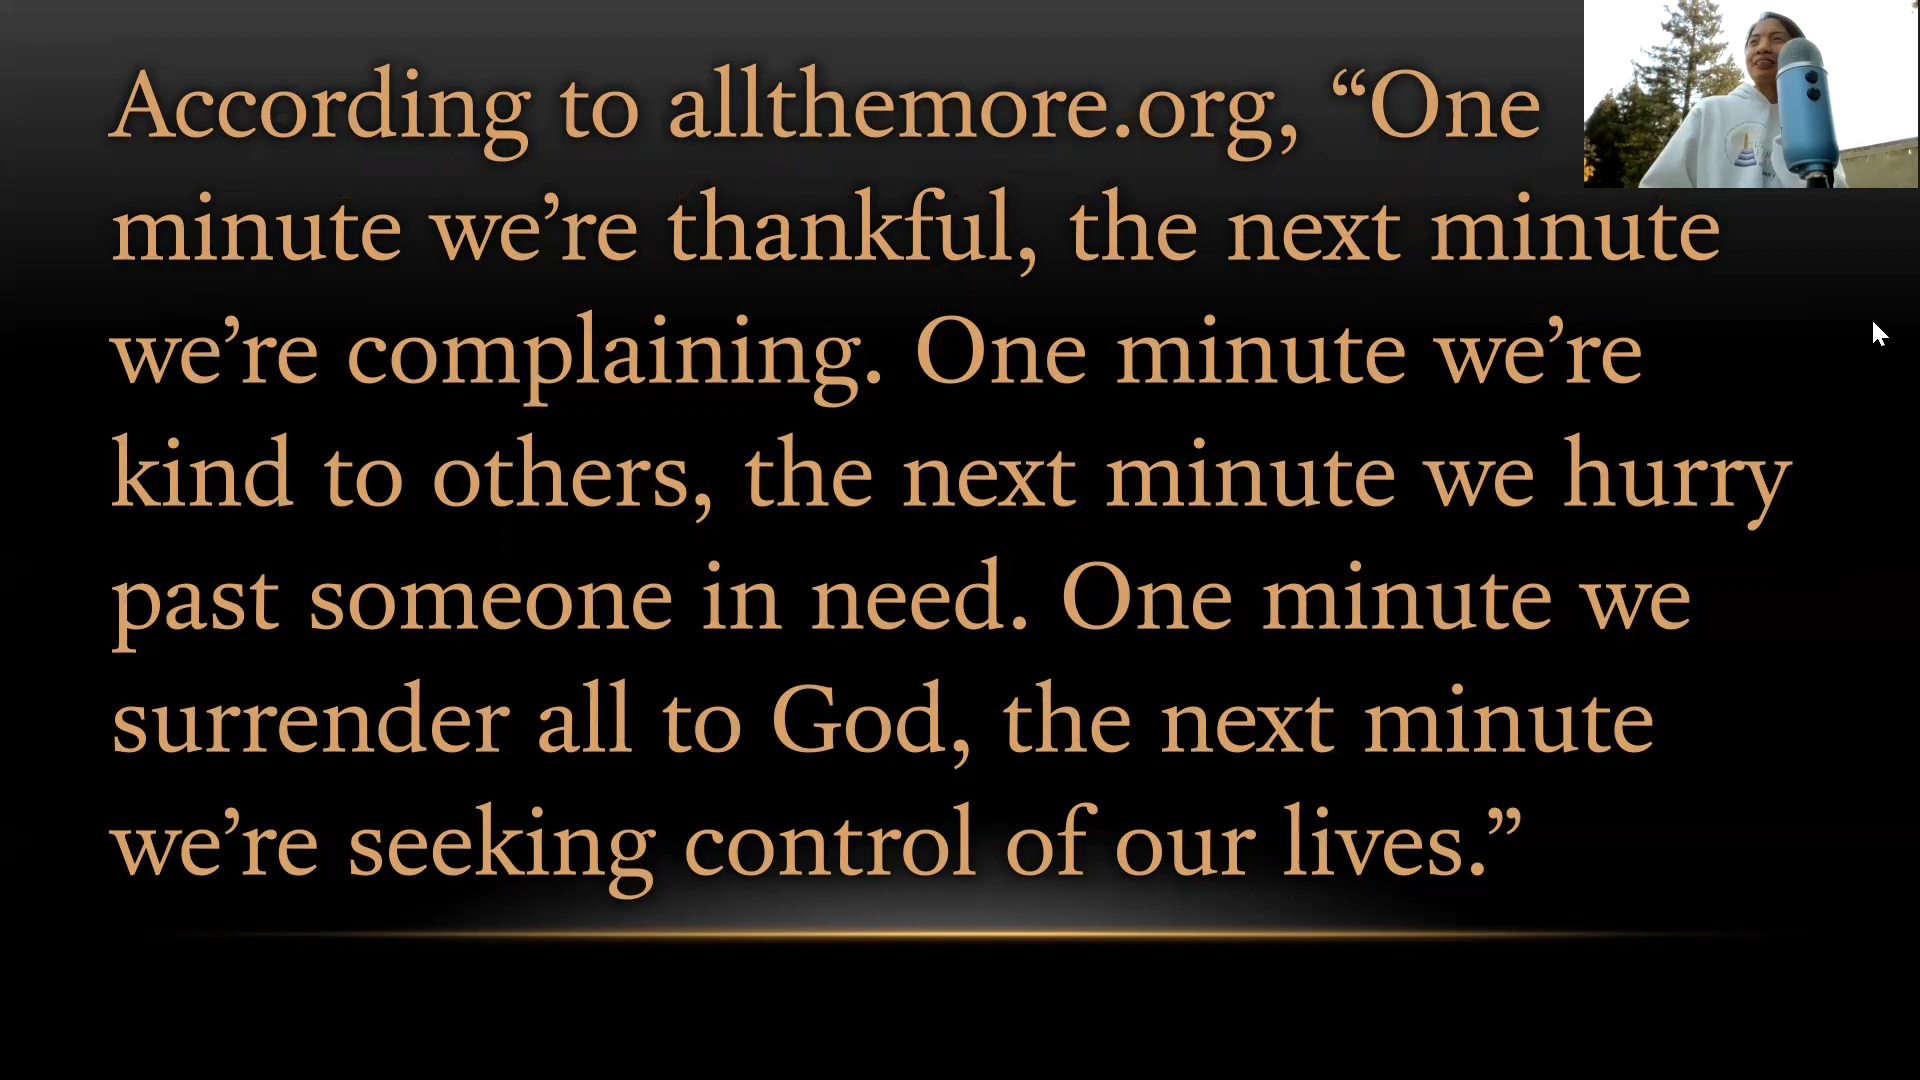 According to allthemore.org, “One
minute we’re thankful, the next minute
we’re complaining. One minute we’re
kind to others, the next minute we hurry
past someone in need. One minute we
surrender all to God, the next minute
we’re seeking control of our lives.”